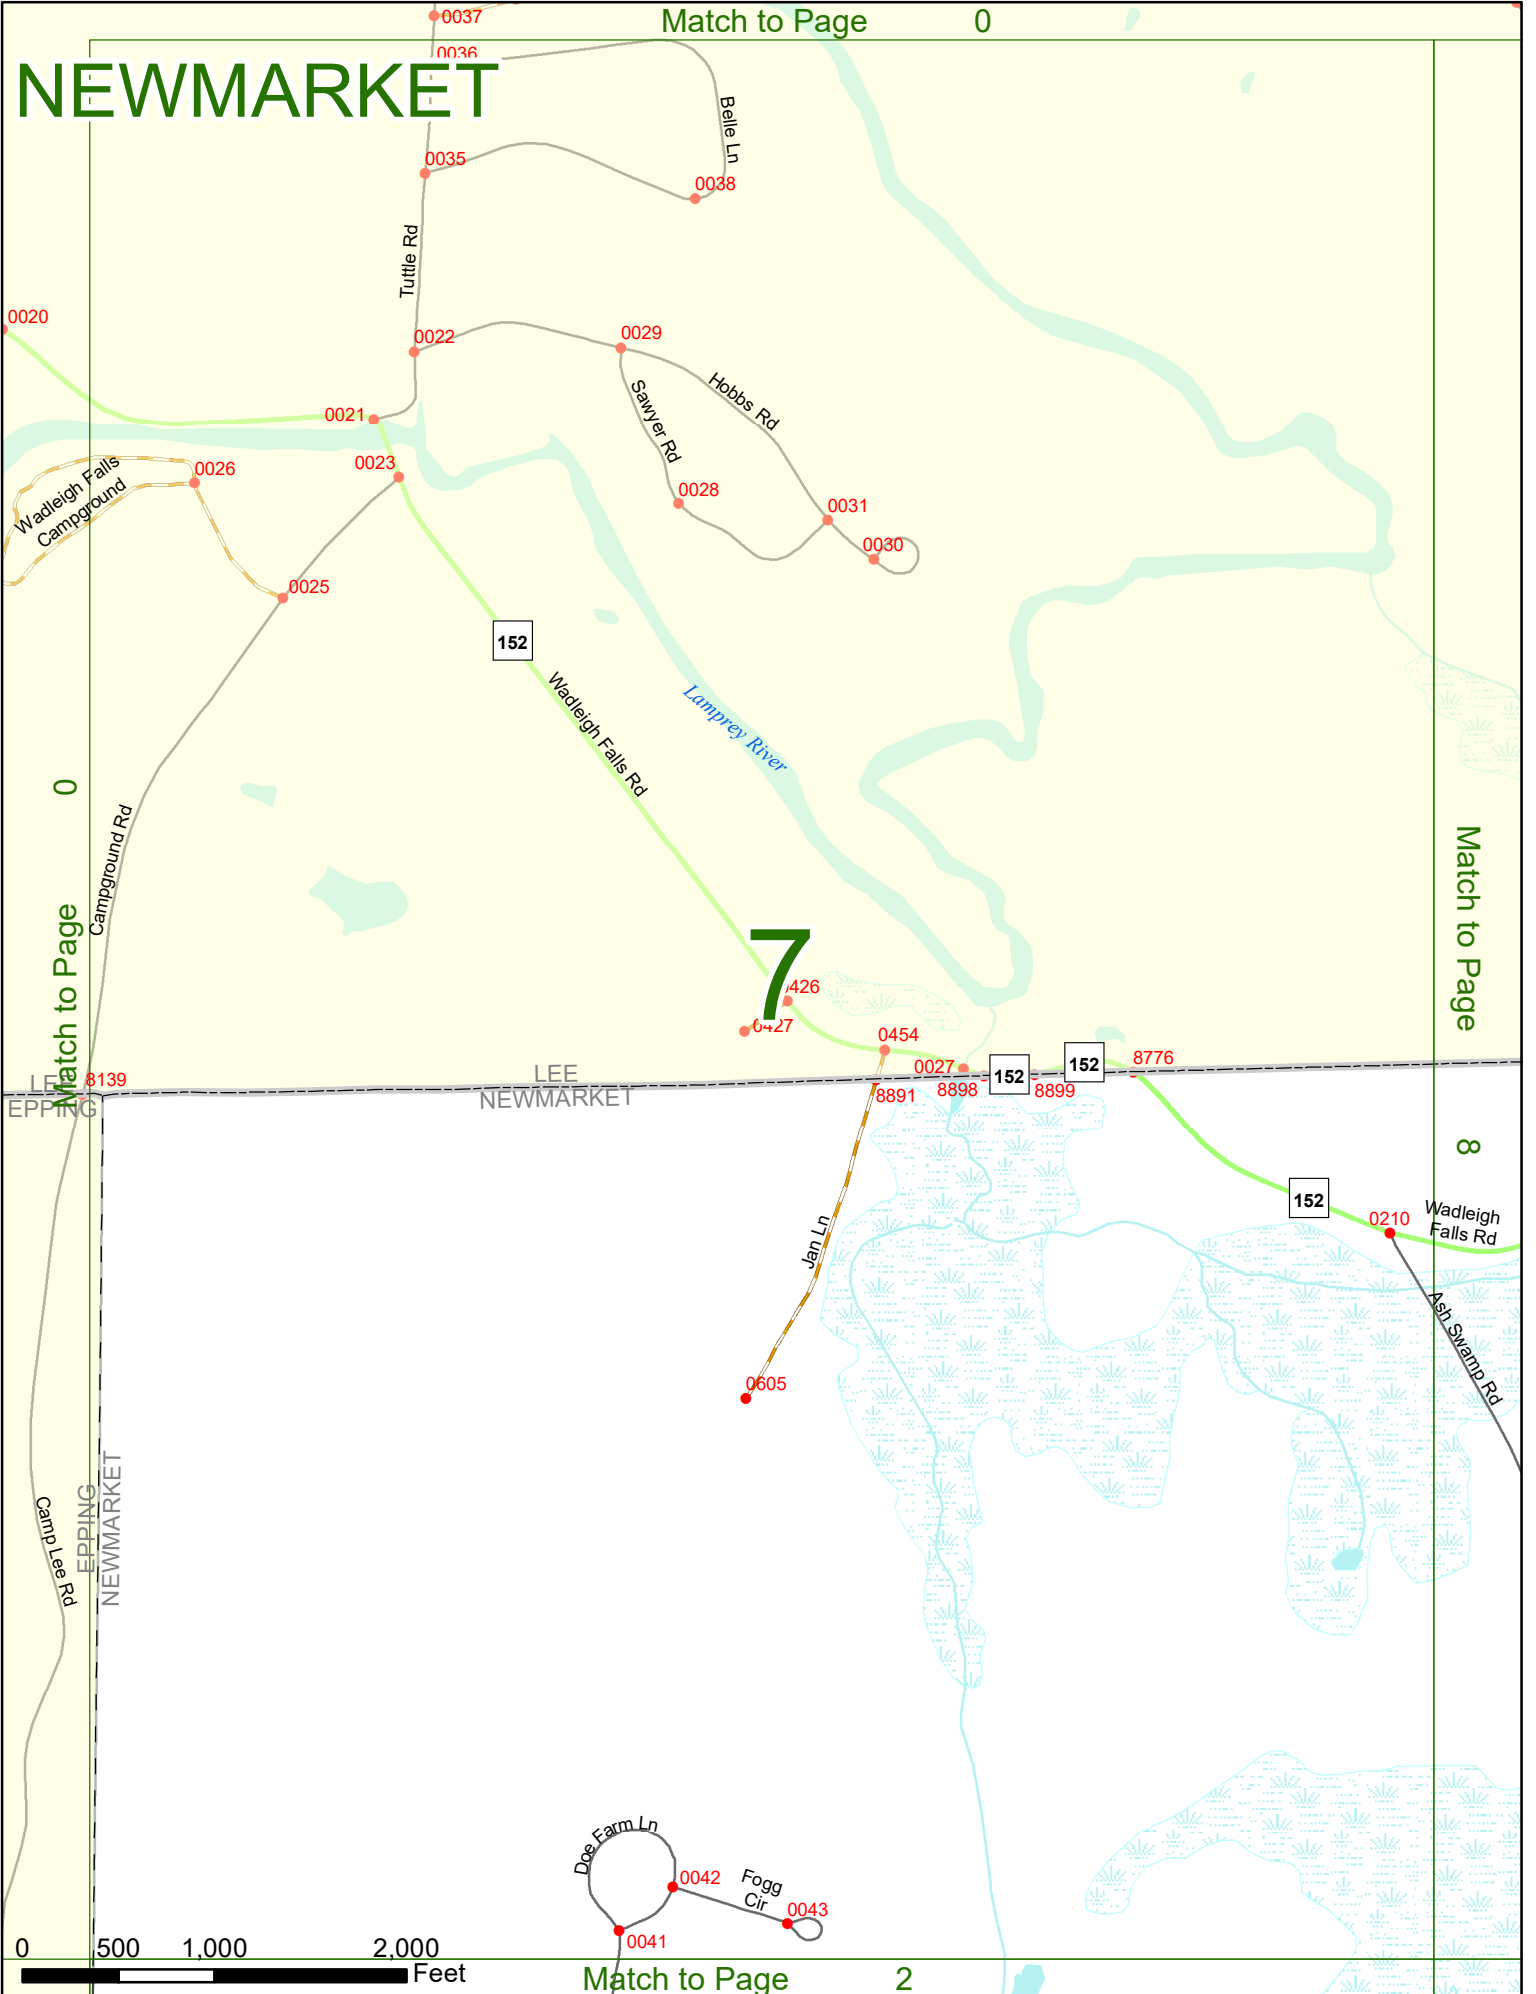 Match to Page 0
0037
0036
NEWMARKET
Belle Ln
0035
0038
Tuttle Rd
0020
0022
0029
Hobbs Rd
Sawyer Rd
0021
0023
0026
Wadleigh Falls
Campground
0028
0031
0030
0025
152
Wadleigh Falls Rd
Lamprey River
Match to Page 0
Campground Rd
Match to Page 8
7
0427
0454
0027
152
152
8776
8139
LEE
EPPING
LEE
NEWMARKET
8891
8898
8899
Jan Ln
152
0210
Wadleigh
Falls Rd
Ash Swamp Rd
0605
EPPING
NEWMARKET
Camp Lee Rd
Doe Farm Ln
0042
Fogg
Cir
0043
0041
0 500 1,000 2,000
Feet
Match to Page 2